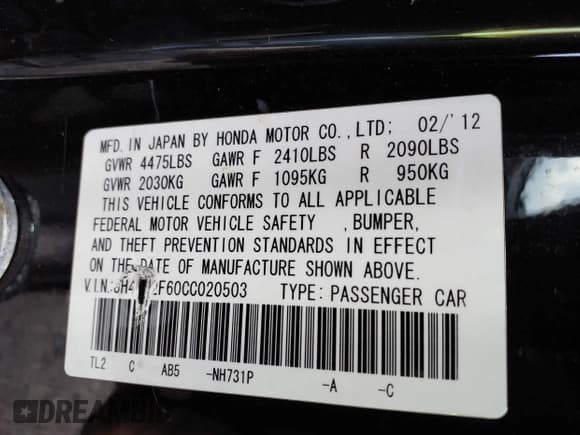 MFD. IN JAPAN BY HONDA MOTOR CO., LTD: 02/'12
GVWR 4475LBS GAWR F 2410LBS R 2090LBS
GVWR 2030KG GAWR F 1095KG R 950KG
THIS VEHICLE CONFORMS TO ALL APPLICABLE
FEDERAL MOTOR VEHICLE SAFETY , BUMPER,
AND THEFT PREVENTION STANDARDS IN EFFECT
ON THE DATE OF MANUFACTURE SHOWN ABOVE.
V.I.N: TYPE: PASSENGER CAR
TL2 C AB5 -NH731P -A -C